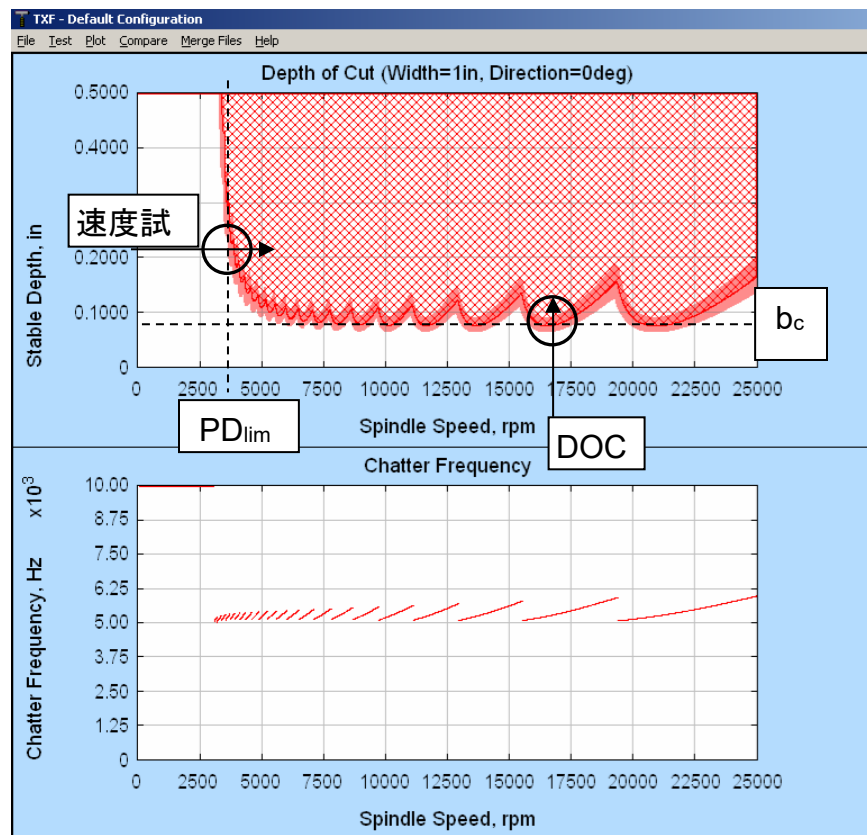 TXF - Default Configuration
File Test Plot Compare Merge Files Help
Depth of Cut (Width=1in, Direction=0deg)
Stable Depth, in
0.5000
0.4000
0.2000
0.1000
0
速度試
bc
0 2500 5000 7500 10000 12500 15000 17500 20000 22500 25000
PDlim
Spindle Speed, rpm
DOC
Chatter Frequency
Chatter Frequency, Hz x10³
10.00
8.75
7.50
6.25
5.00
3.75
2.50
1.25
0
0 2500 5000 7500 10000 12500 15000 17500 20000 22500 25000
Spindle Speed, rpm